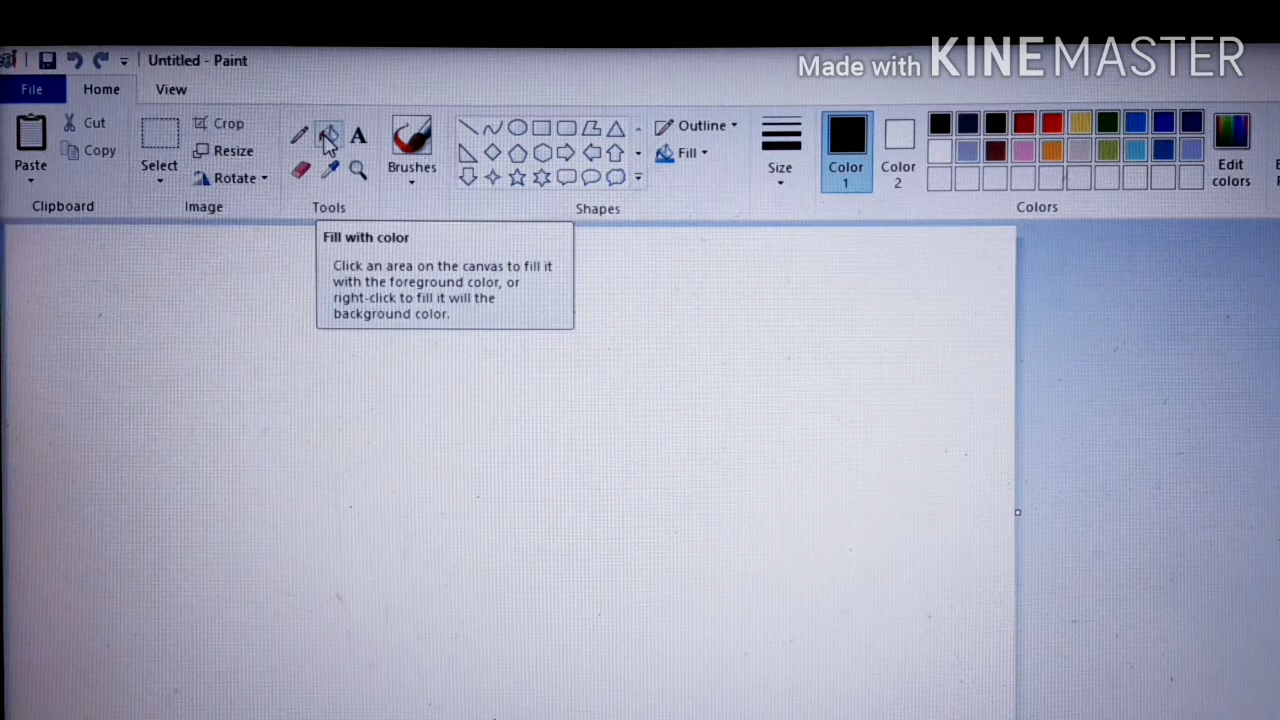 Untitled - Paint
Made with KINEMASTER
File
Home
View
Cut
Copy
Paste
Clipboard
Select
Crop
Resize
Rotate
Image
A
Tools
Brushes
Outline
Fill
Shapes
Size
Color
1
Color
2
Edit
colors
Colors
Fill with color
Click an area on the canvas to fill it
with the foreground color, or
right-click to fill it will the
background color.